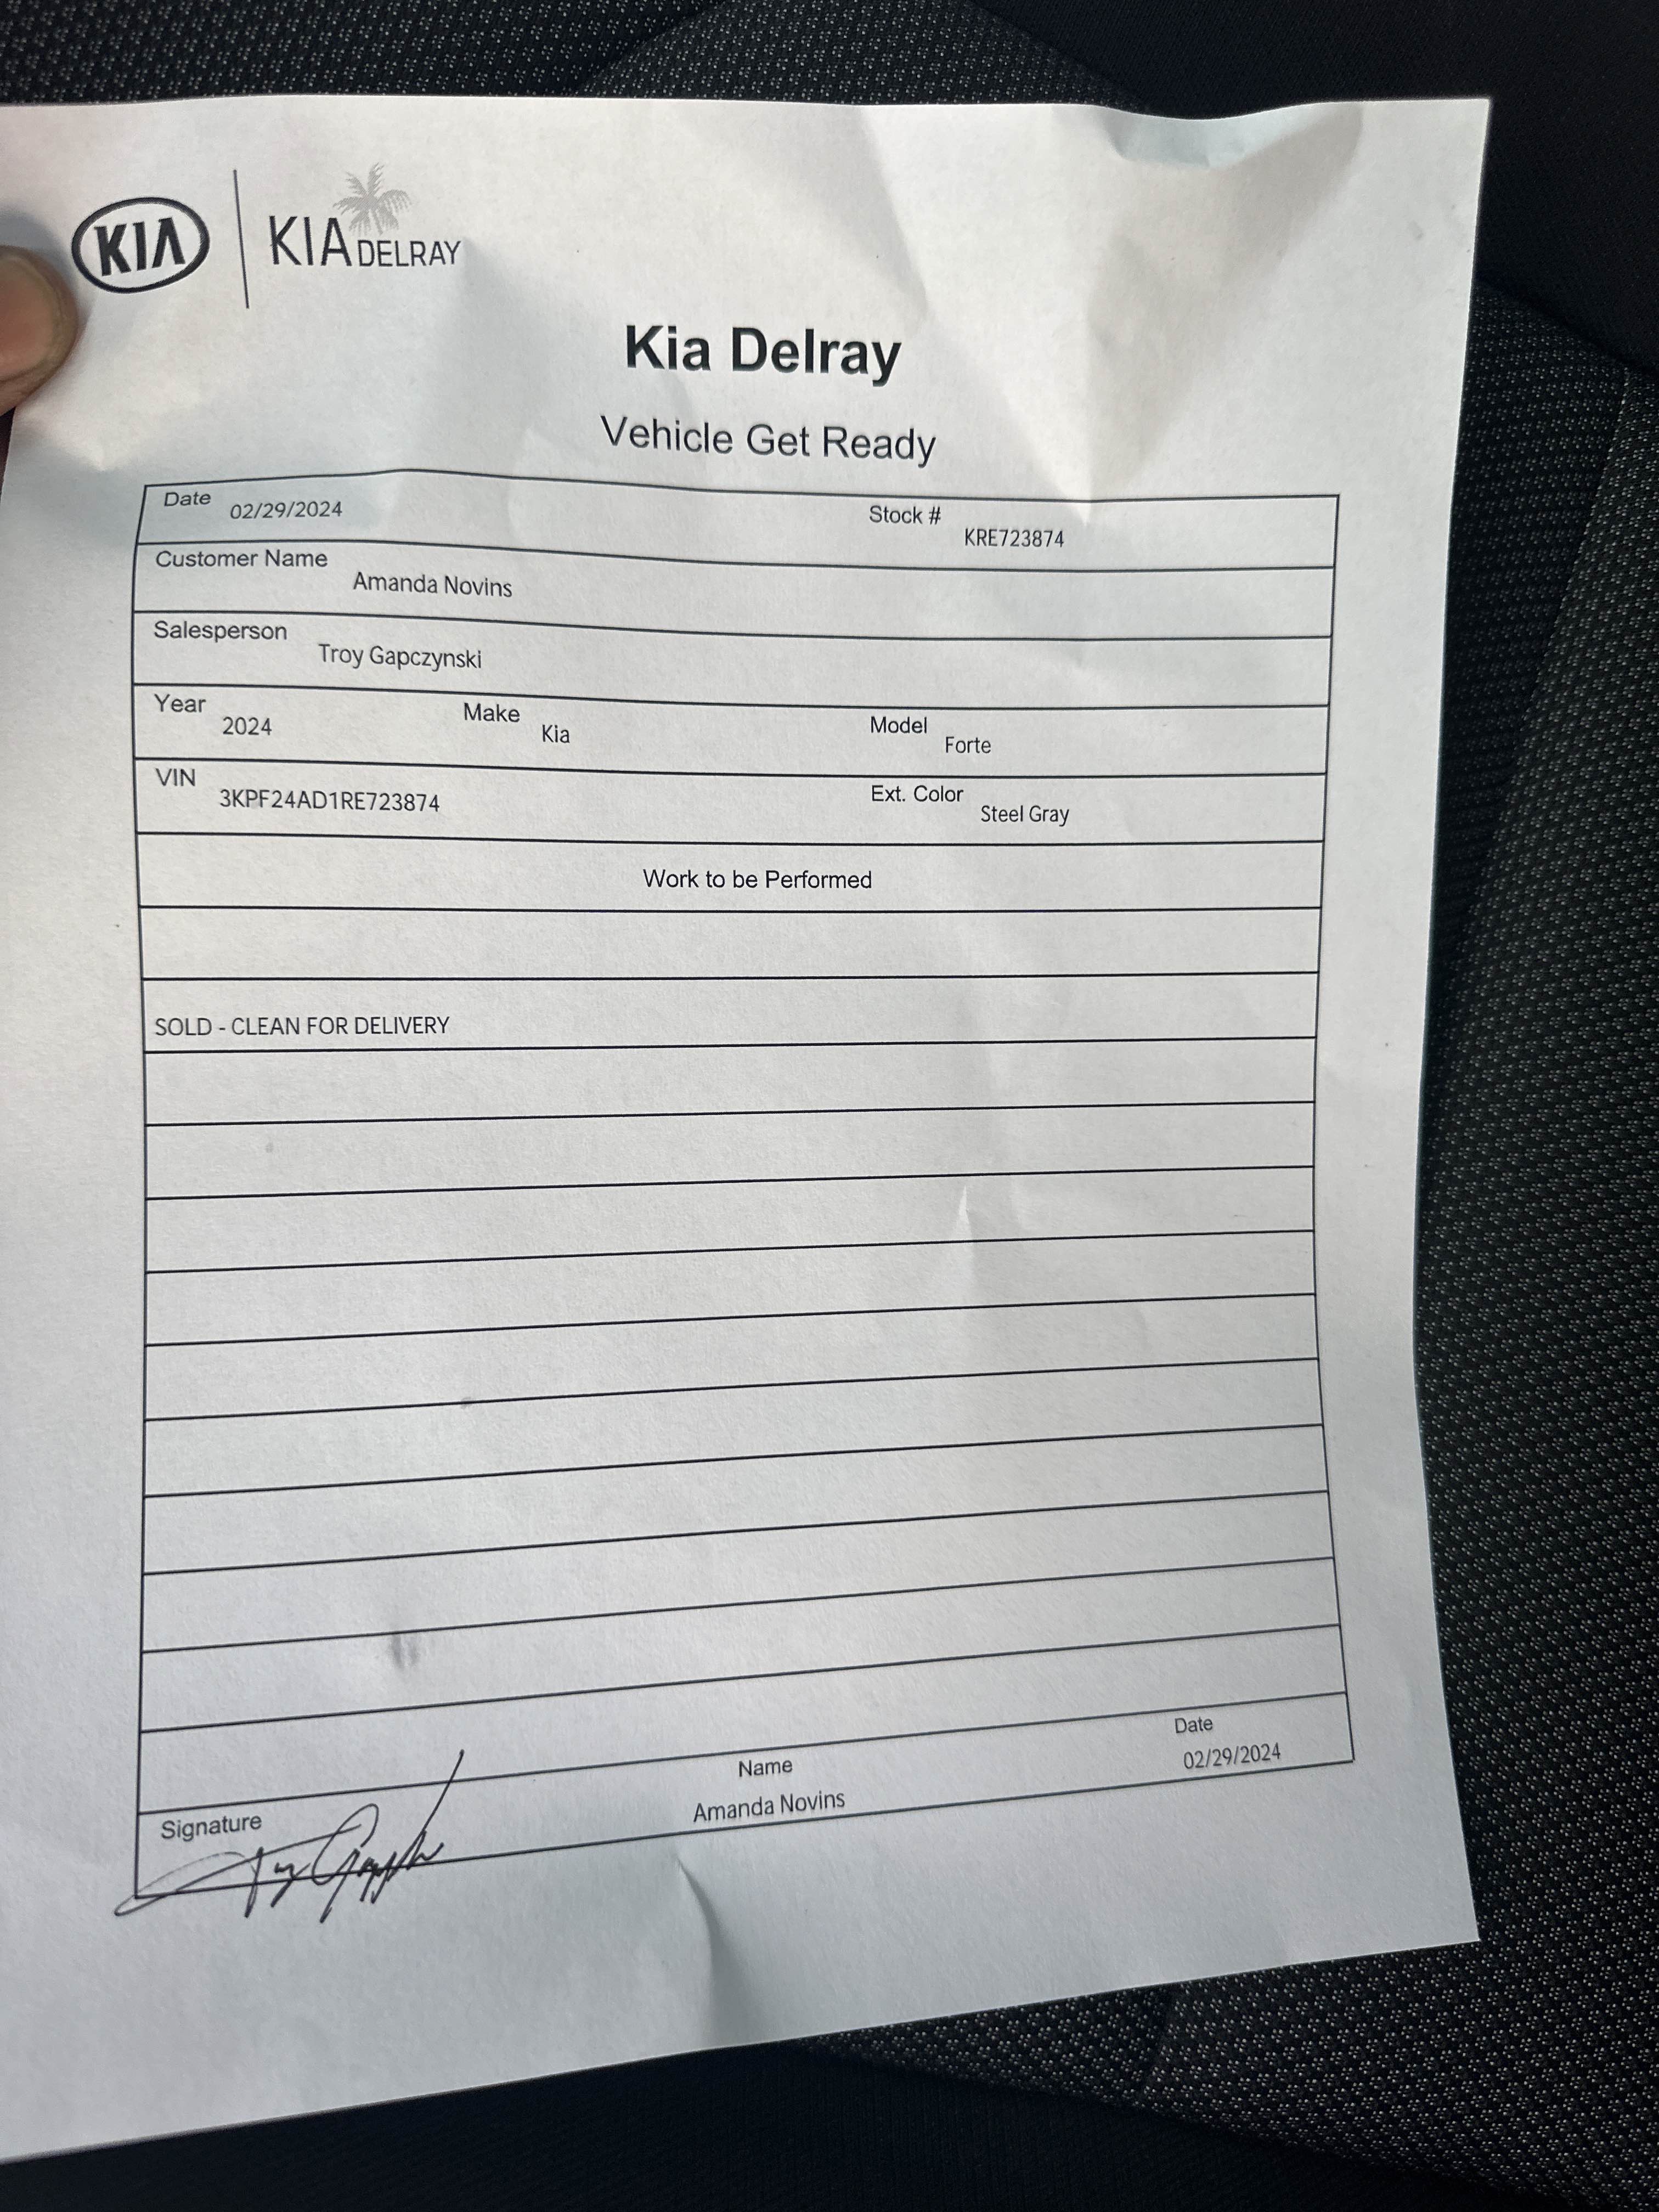 KIA | KIA DELRAY
Kia Delray
Vehicle Get Ready
Date 02/29/2024 Stock # KRE723874
Customer Name Amanda Novins
Salesperson Troy Gapczynski
Year 2024 Make Kia Model Forte
VIN 3KPF24AD1RE723874 Ext. Color Steel Gray
Work to be Performed
SOLD - CLEAN FOR DELIVERY
Signature Name Date
Amanda Novins 02/29/2024